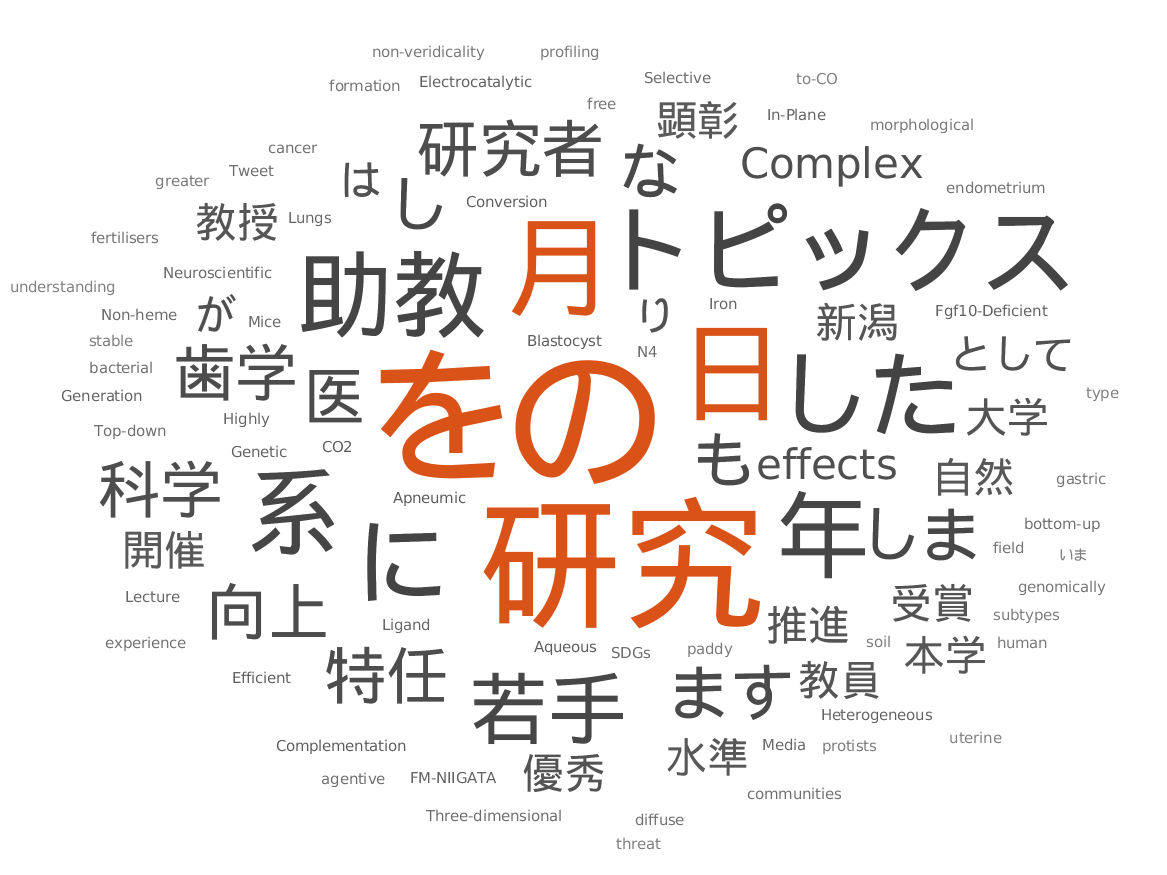 non-veridicality
profiling
formation
Electrocatalytic
Selective
to-CO
free
顕彰
In-Plane
morphological
研究者
な
Complex
cancer
Tweet
は
greater
し
endometrium
教授
Lungs
Conversion
fertilisers
月
トピックス
Neuroscientific
助教
understanding
Non-heme
が
Mice
り
Iron
新潟
Fgf10-Deficient
stable
Blastocyst
N4
として
bacterial
歯学
医
を
の
日
した
Generation
type
Highly
大学
Top-down
Genetic
CO2
も
effects
科学
系
Apneumic
自然
gastric
開催
に
研究
年
しま
bottom-up
field
いま
Lecture
向上
genomically
受賞
Ligand
推進
subtypes
experience
Aqueous
SDGs
paddy
soil
本学
human
Efficient
特任
若手
ます
教員
Heterogeneous
Complementation
水準
Media
protists
uterine
agentive
FM-NIIGATA
優秀
communities
Three-dimensional
diffuse
threat